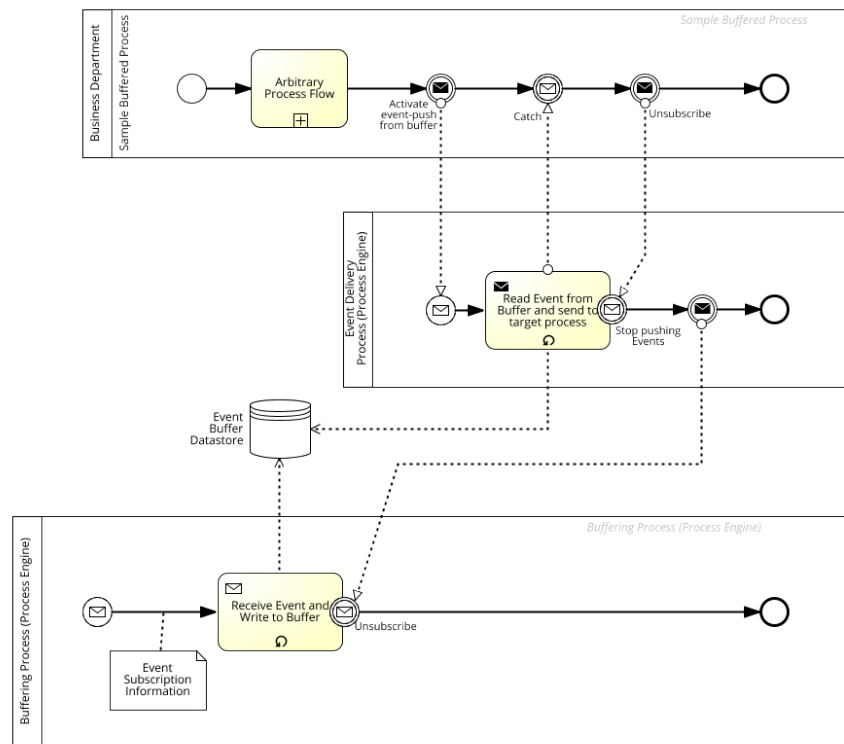 Sample Buffered Process
Business Department
Sample Buffered Process
Arbitrary
Process Flow
Activate
event-push
from buffer
Catch
Unsubscribe
Event Delivery
Process (Process Engine)
Read Event from
Buffer and send to
target process
Stop pushing
Events
Event
Buffer
Datastore
Buffering Process (Process Engine)
Buffering Process (Process Engine)
Receive Event and
Write to Buffer
Unsubscribe
Event
Subscription
Information